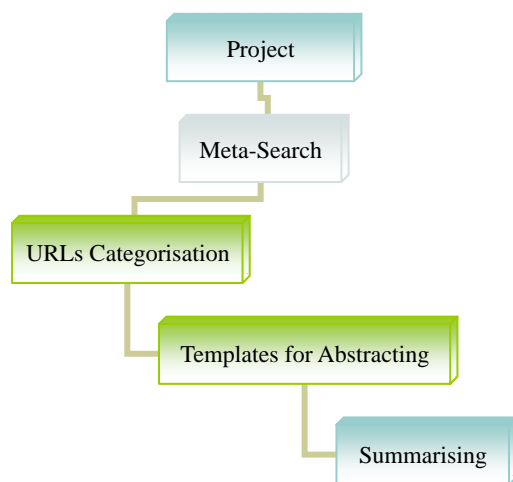 Project
Meta-Search
URLs Categorisation
Templates for Abstracting
Summarising